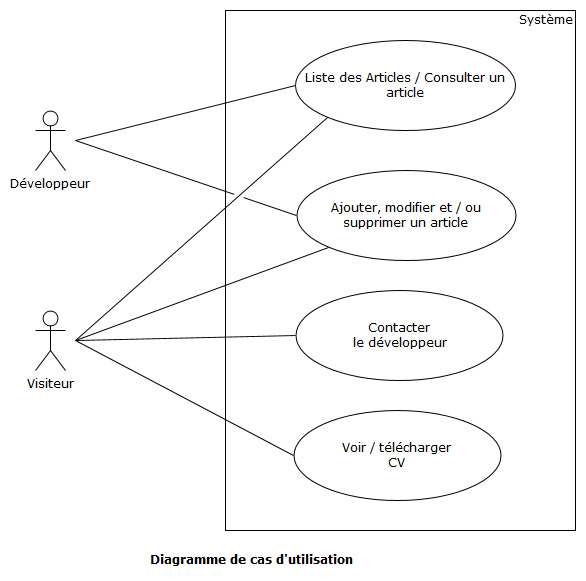 Système
Liste des Articles / Consulter un
article
Développeur
Ajouter, modifier et / ou
supprimer un article
Contacter
le développeur
Visiteur
Voir / télécharger
CV
Diagramme de cas d'utilisation